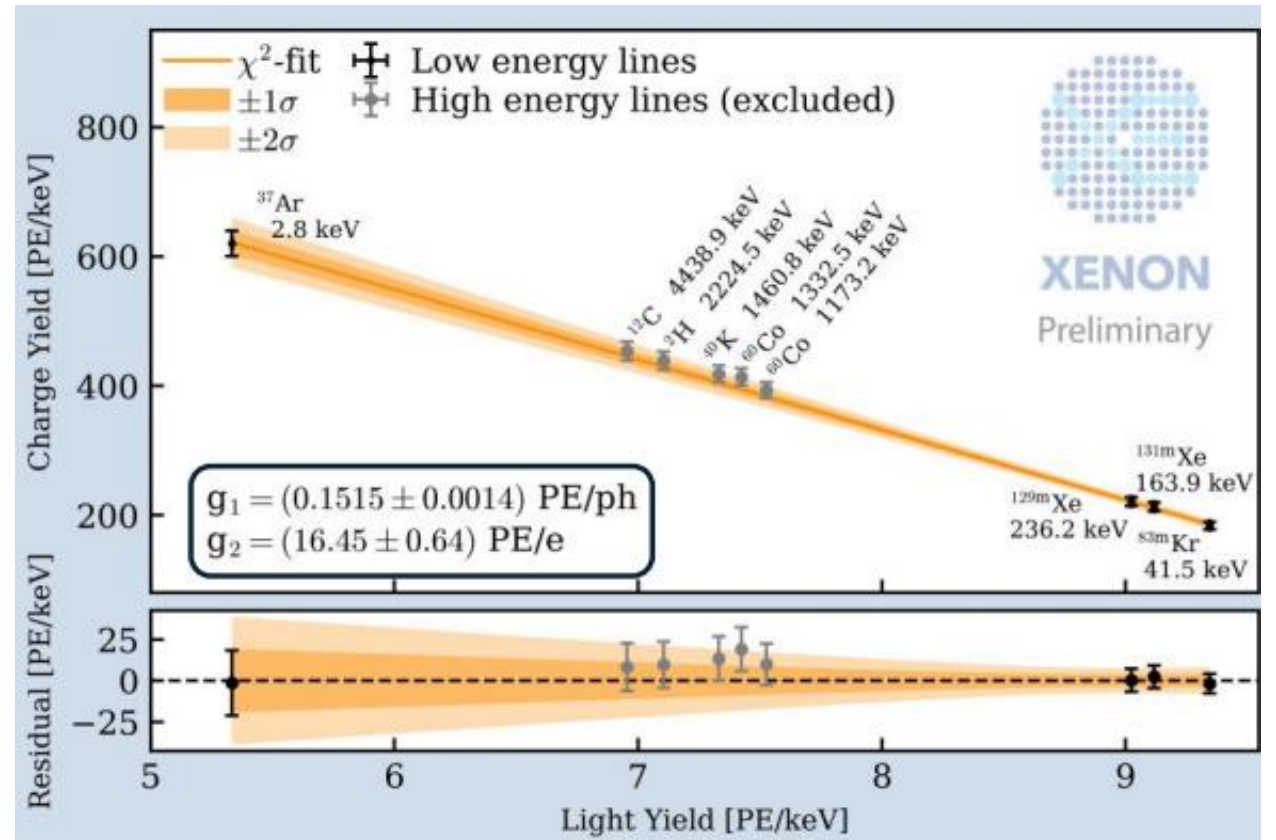 χ²-fit
±1σ
±2σ
Low energy lines
High energy lines (excluded)
XENON
Preliminary
Charge Yield [PE/keV]
800
600
400
200
³⁷Ar
2.8 keV
¹²C 4438.9 keV
²H 2224.5 keV
⁴⁰K 1460.8 keV
⁶⁰Co 1332.5 keV
⁶⁰Co 1173.2 keV
¹³¹ᵐXe
163.9 keV
¹²⁹ᵐXe
236.2 keV
⁸³ᵐKr
41.5 keV
g₁ = (0.1515 ± 0.0014) PE/ph
g₂ = (16.45 ± 0.64) PE/e
Residual [PE/keV]
25
0
−25
5 6 7 8 9
Light Yield [PE/keV]